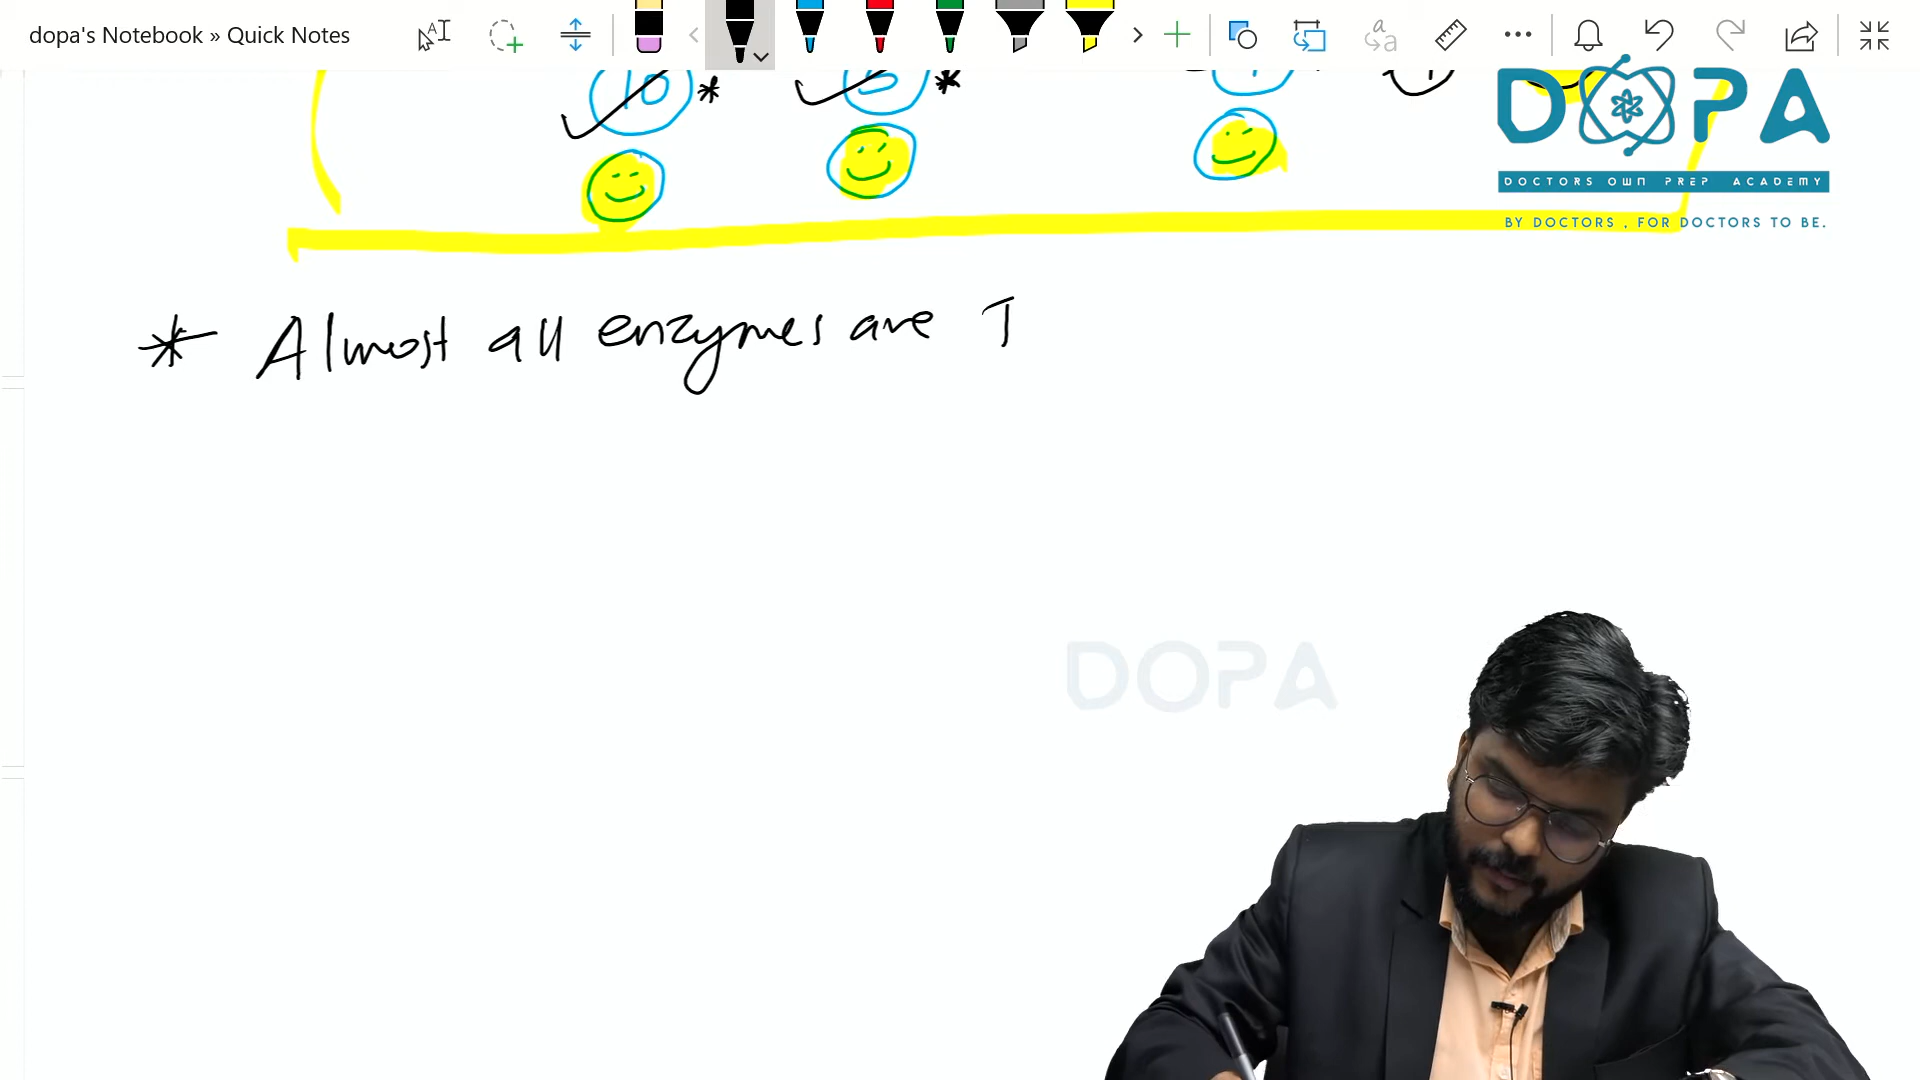 dopa's Notebook » Quick Notes
10 * *
DOPA
DOCTORS OWN PREP ACADEMY
BY DOCTORS , FOR DOCTORS TO BE.
* Almost all enzymes are T
DOPA